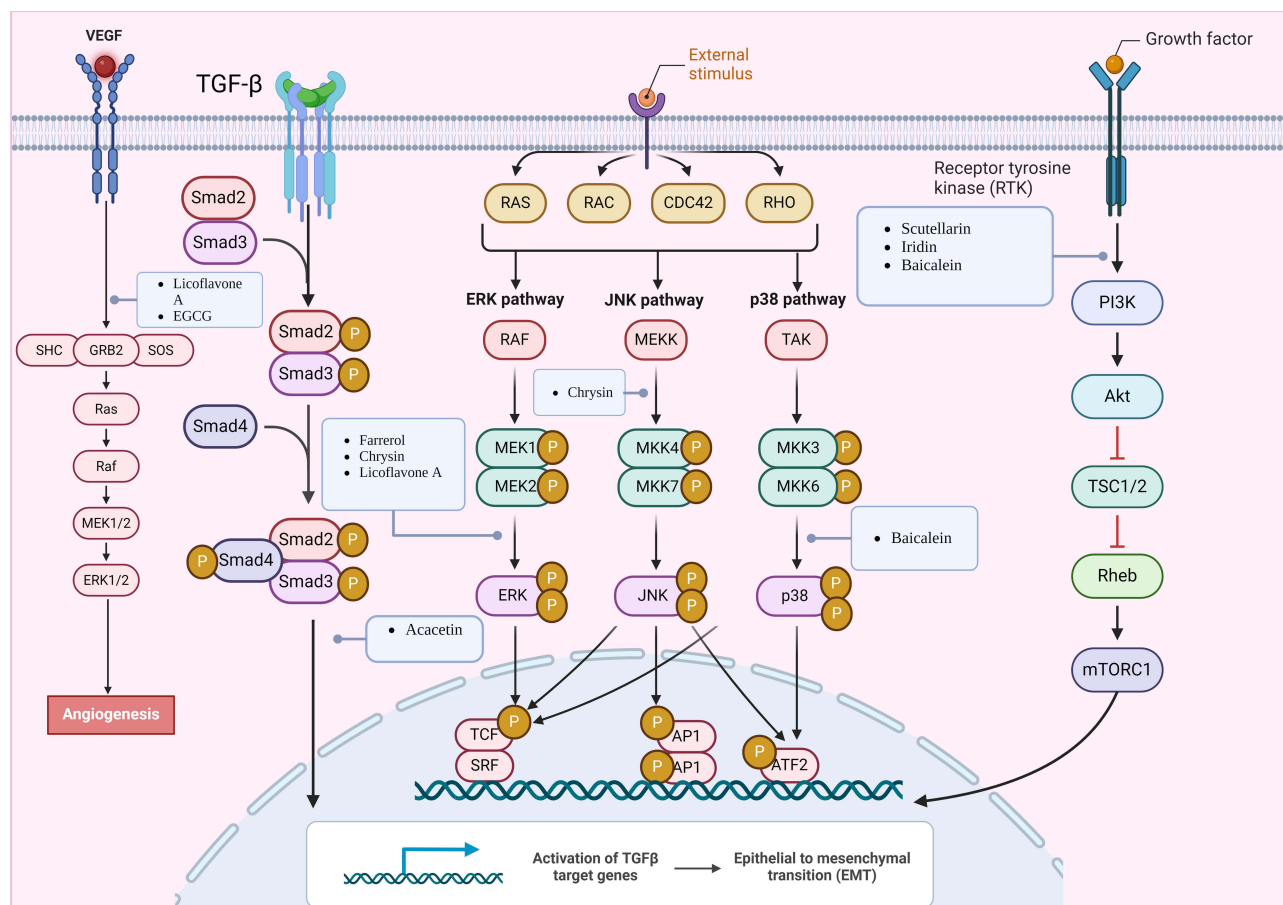 VEGF
TGF-β
External
stimulus
Growth factor
Receptor tyrosine
kinase (RTK)
Smad2
Smad3
RAS
RAC
CDC42
RHO
• Scutellarin
• Iridin
• Baicalein
• Licoflavone
A
• EGCG
ERK pathway
JNK pathway
p38 pathway
PI3K
SHC
GRB2
SOS
Smad2
P
Smad3
P
RAF
MEKK
TAK
• Chrysin
Akt
Ras
Smad4
• Farrerol
• Chrysin
• Licoflavone A
MEK1
P
MEK2
P
MKK4
P
MKK7
P
MKK3
P
MKK6
P
Raf
TSC1/2
MEK1/2
Smad2
P
P
Smad4
Smad3
P
• Baicalein
ERK1/2
ERK
P
P
JNK
P
P
p38
P
P
Rheb
• Acacetin
mTORC1
Angiogenesis
P
TCF
SRF
P
AP1
P
AP1
P
ATF2
Activation of TGFβ
target genes
Epithelial to mesenchymal
transition (EMT)